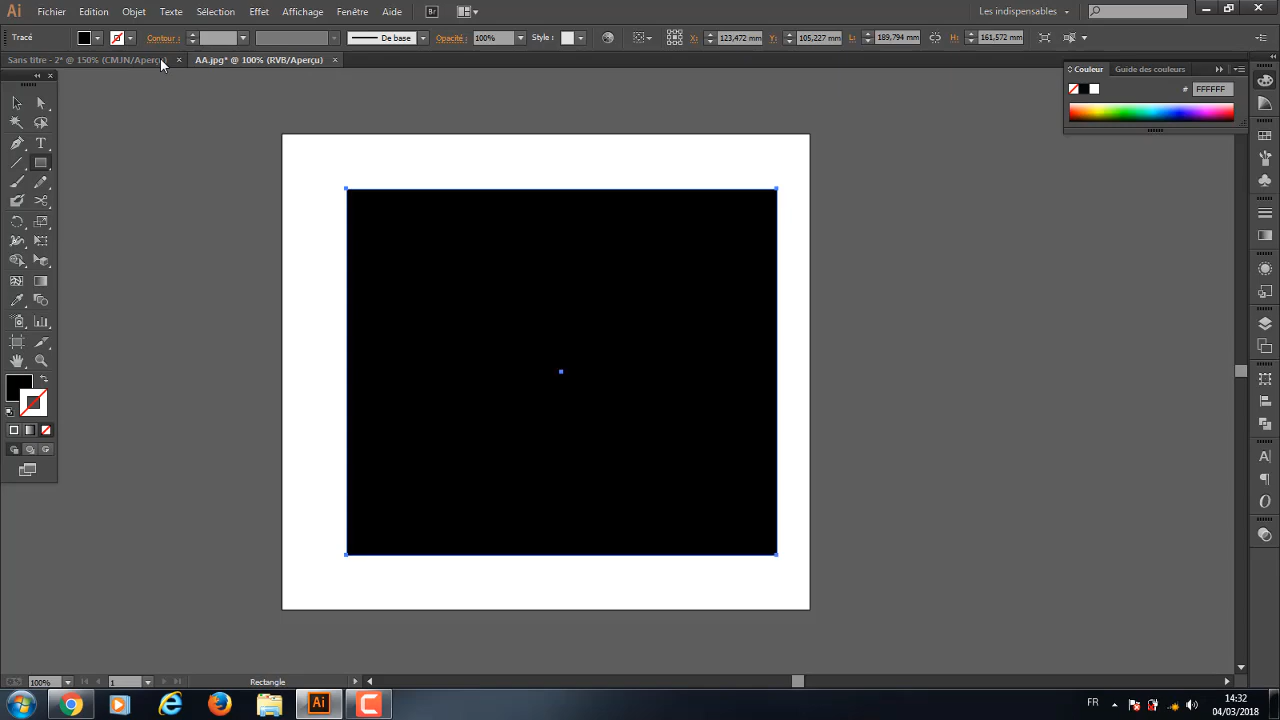 Ai Fichier Edition Objet Texte Sélection Effet Affichage Fenêtre Aide Br Les indispensables
Tracé Contour : De base Opacité : 100% Style : X: 123,472 mm Y: 105,227 mm L: 189,794 mm H: 161,572 mm
Sans titre - 2* @ 150% (CMJN/Aperçu) AA.jpg* @ 100% (RVB/Aperçu)
Couleur Guide des couleurs
# FFFFFF
100% 1 Rectangle
Ai FR 14:32
04/03/2018